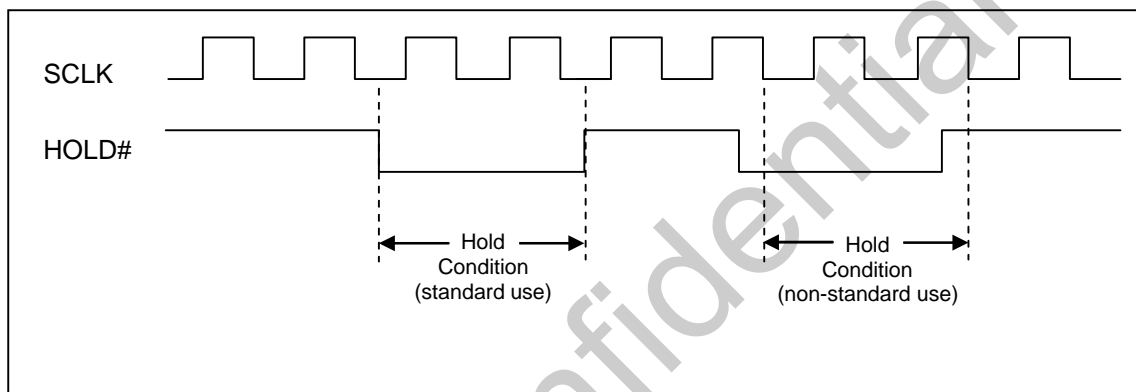 SCLK
HOLD#
Hold
Condition
(standard use)
Hold
Condition
(non-standard use)